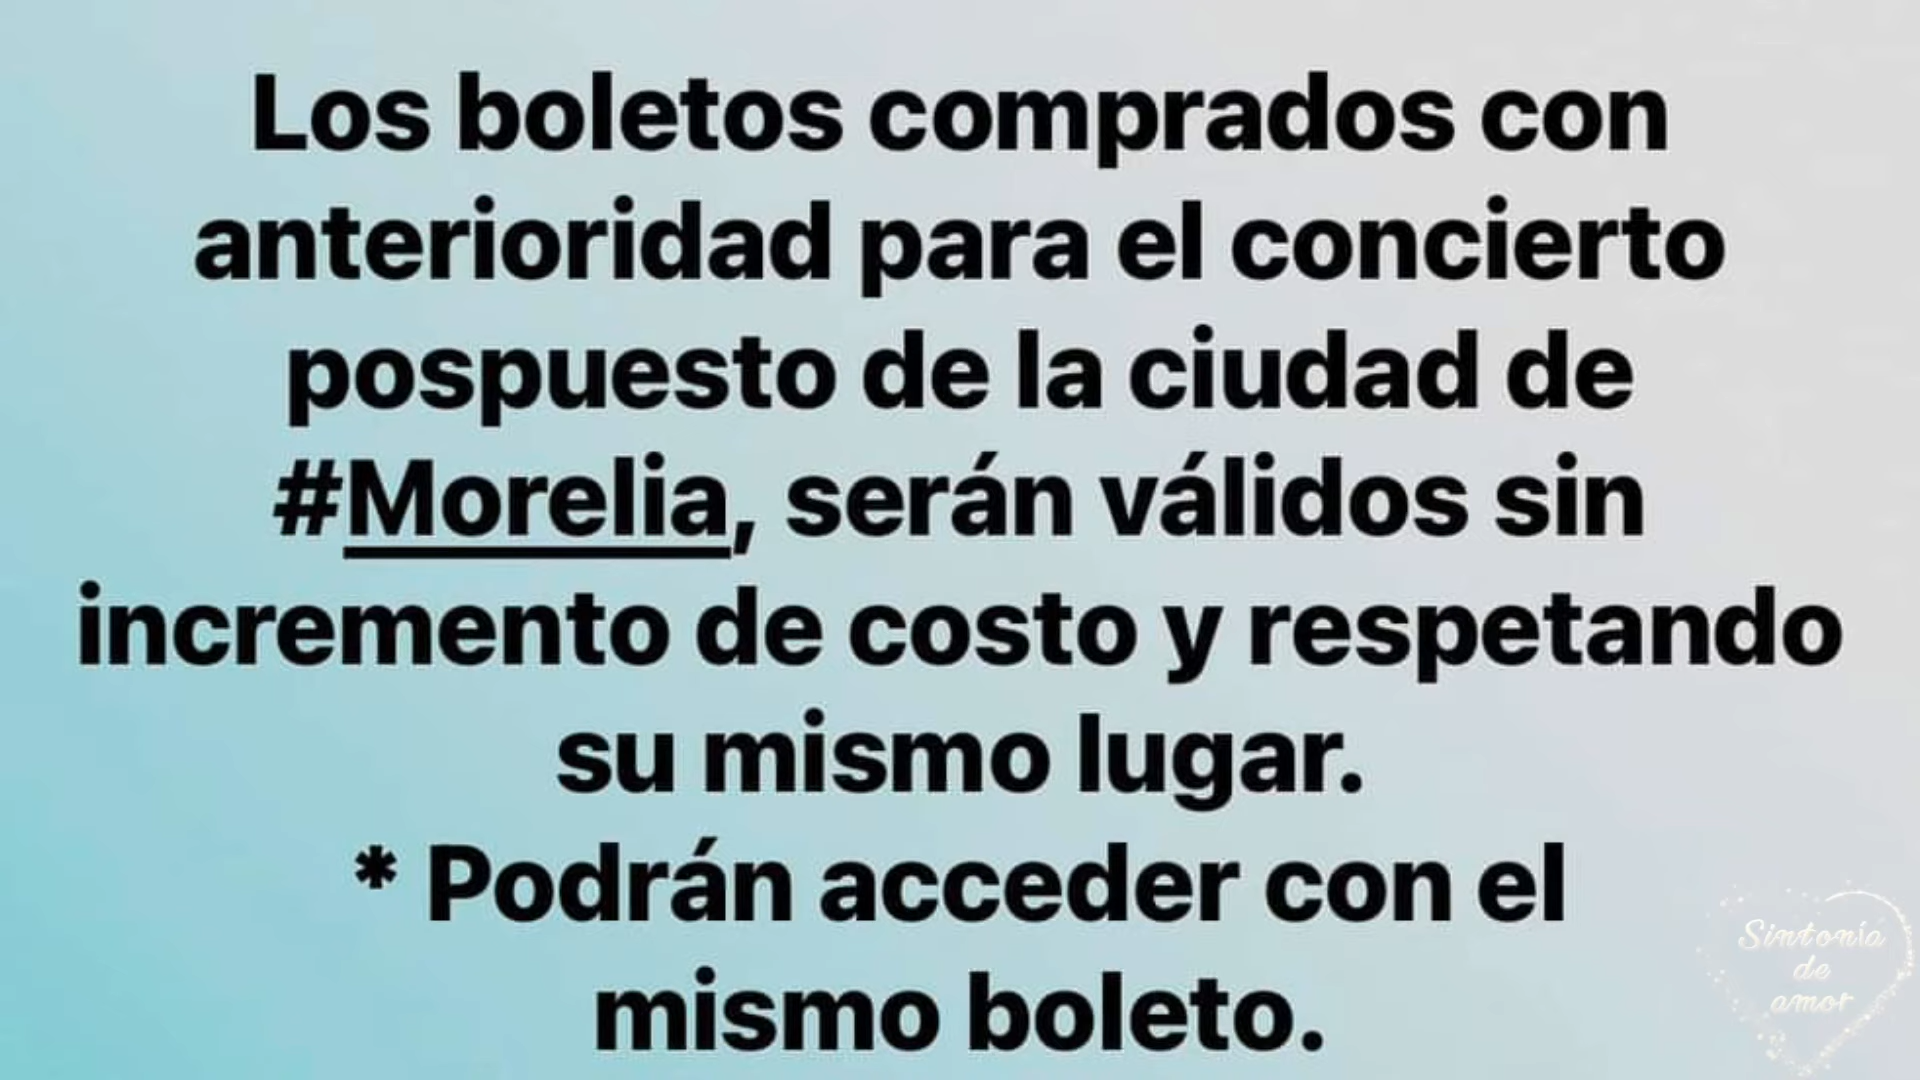 Los boletos comprados con
anterioridad para el concierto
pospuesto de la ciudad de
#Morelia, serán válidos sin
incremento de costo y respetando
su mismo lugar.
* Podrán acceder con el
mismo boleto.
Sintonía
de
amor